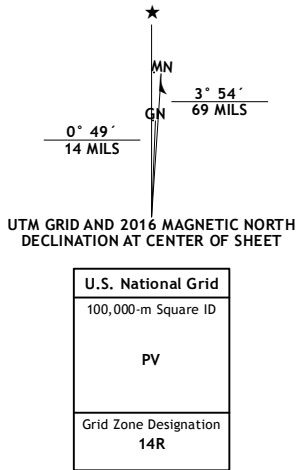 ★
MN
3° 54´
69 MILS
GN
0° 49´
14 MILS
UTM GRID AND 2016 MAGNETIC NORTH
DECLINATION AT CENTER OF SHEET
U.S. National Grid
100,000-m Square ID
PV
Grid Zone Designation
14R